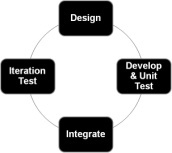 Design
Develop
& Unit
Test
Integrate
Iteration
Test